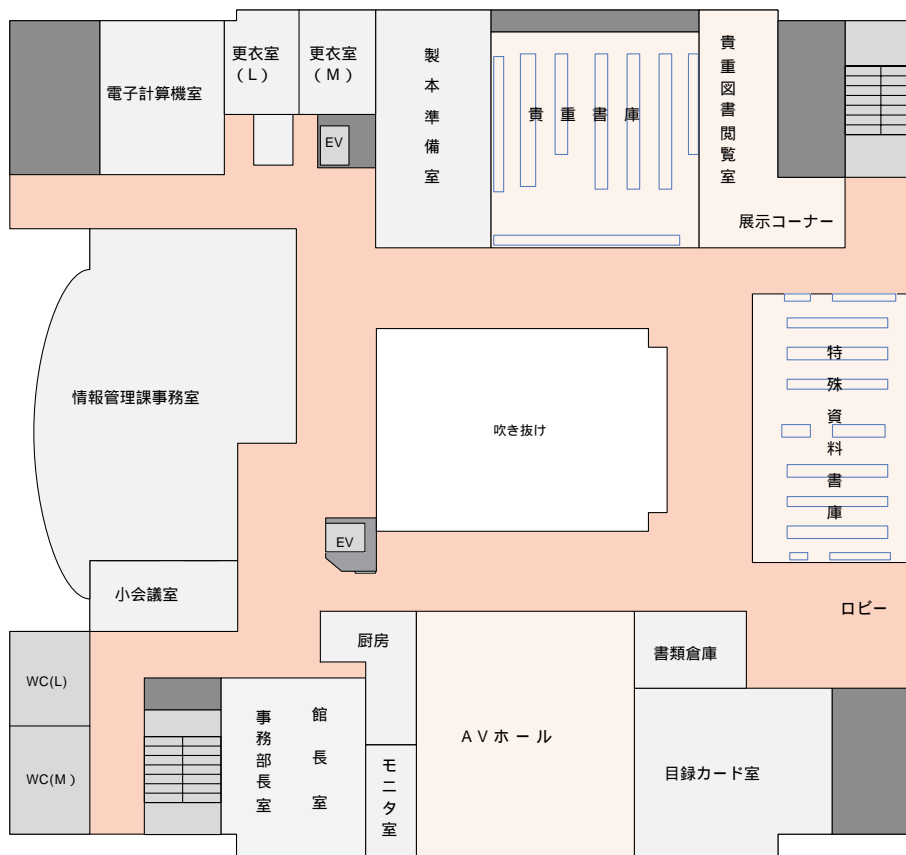 更衣室
(L)
更衣室
(M)
電子計算機室
EV
製本準備室
貴重書庫
貴重図書閲覧室
展示コーナー
情報管理課事務室
吹き抜け
特殊資料書庫
EV
小会議室
ロビー
厨房
書類倉庫
WC(L)
事務部長室
館長室
AVホール
モニタ室
目録カード室
WC(M)